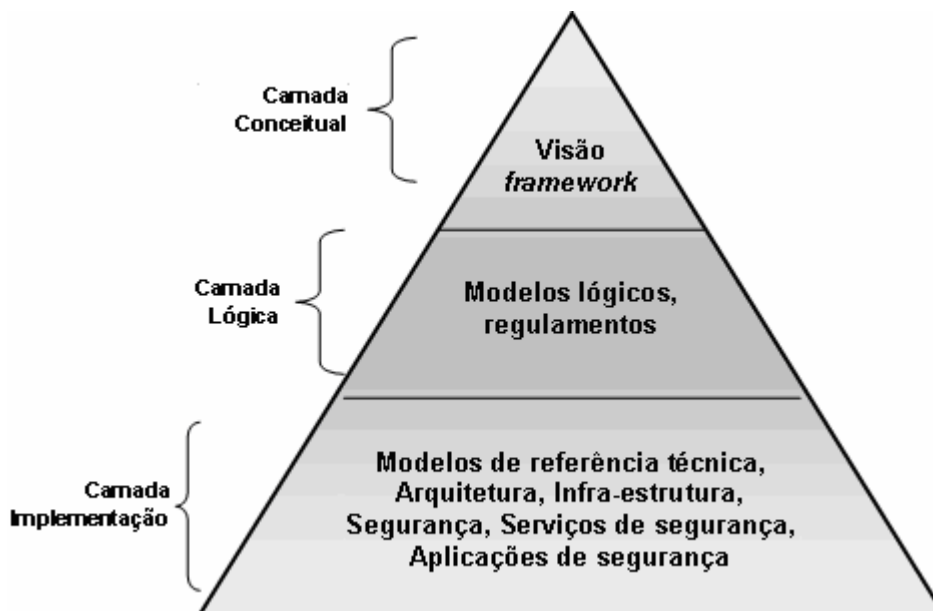 Camada
Conceitual
Visão
framework
Camada
Lógica
Modelos lógicos,
regulamentos
Camada
Implementação
Modelos de referência técnica,
Arquitetura, Infra-estrutura,
Segurança, Serviços de segurança,
Aplicações de segurança